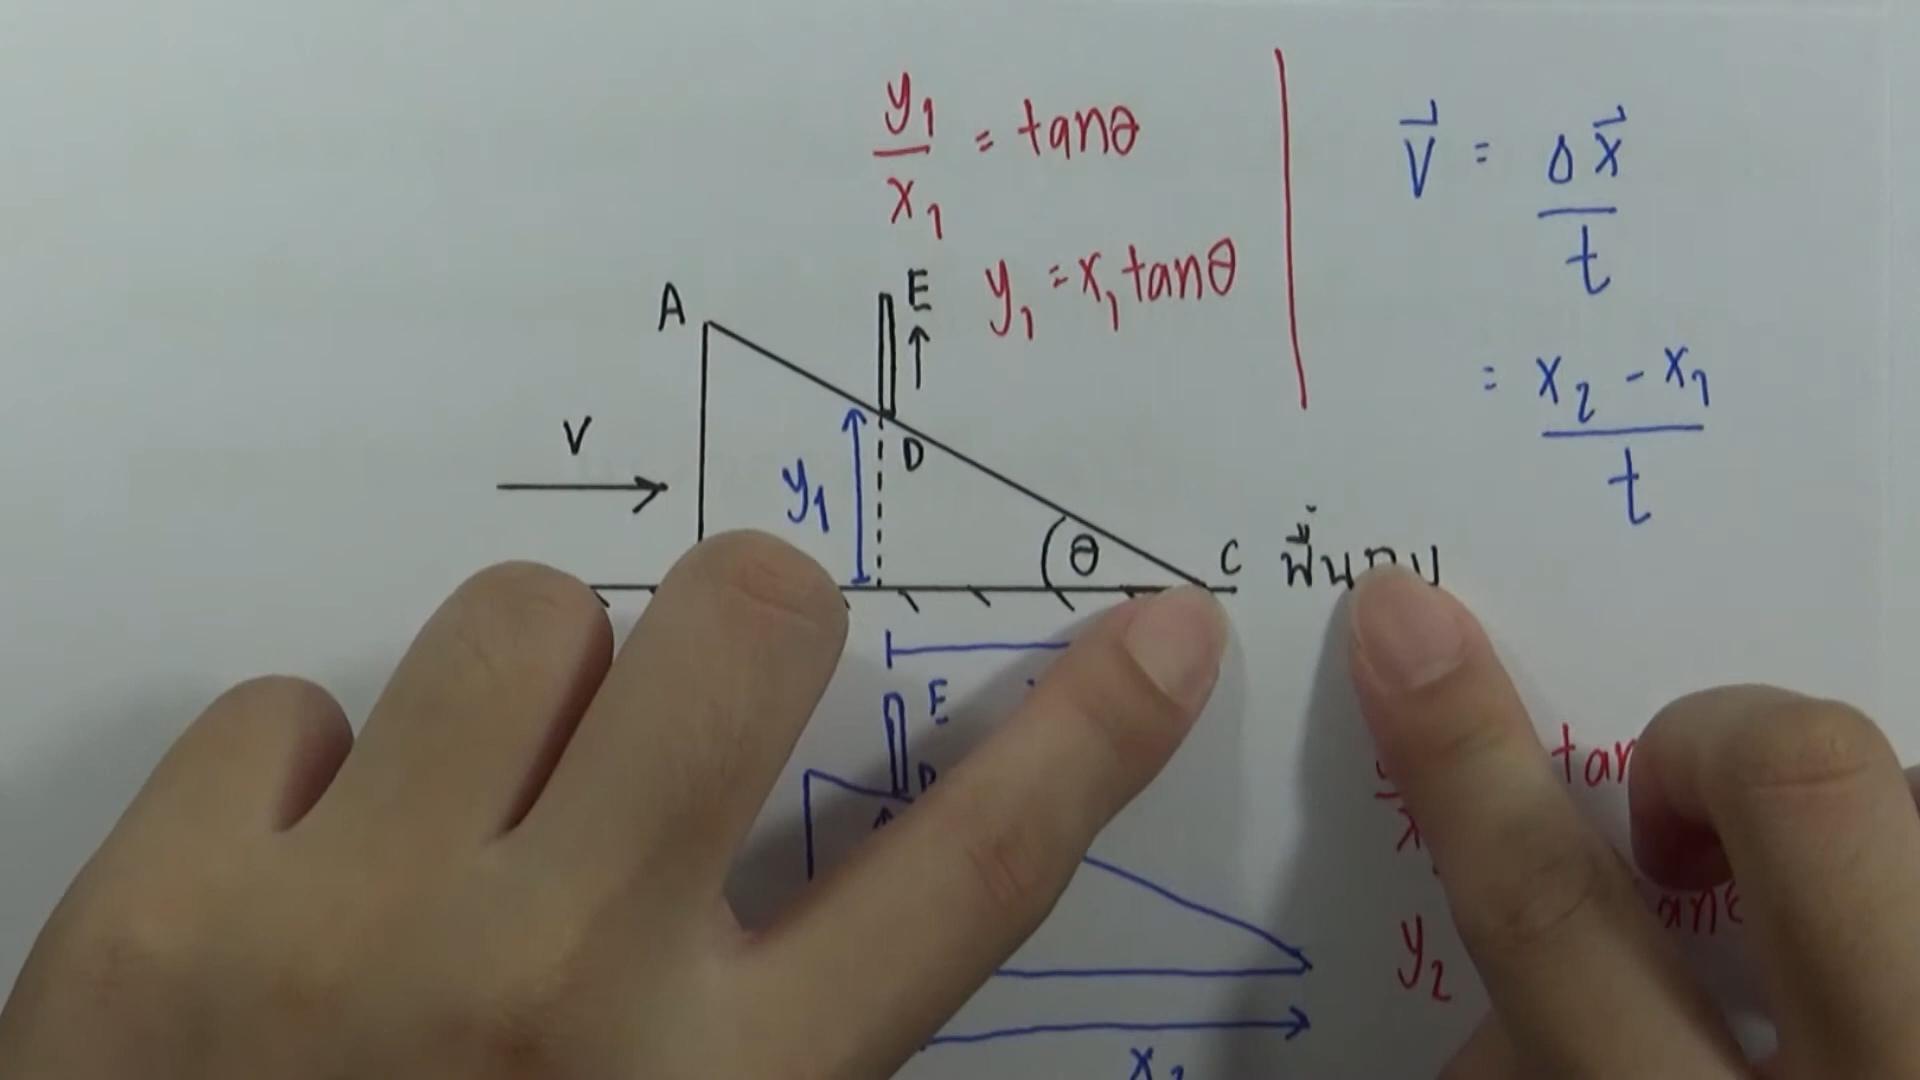 y₁/x₁ = tanθ
y₁ = x₁ tanθ
V⃗ = Δx⃗/t
= x₂ - x₁/t
A
E
D
V
y₁
θ
C
E
y₂